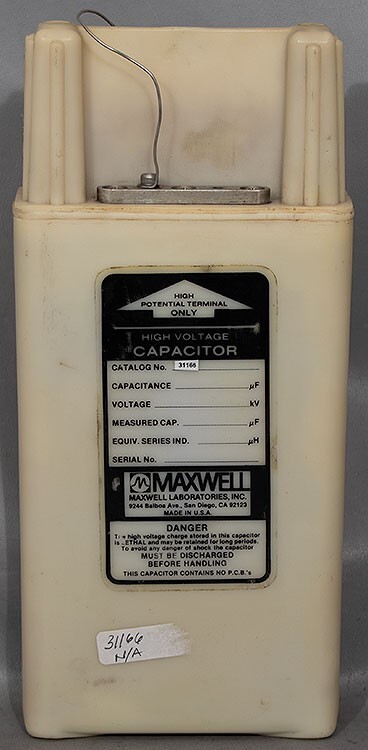 HIGH
POTENTIAL TERMINAL
ONLY
HIGH VOLTAGE
CAPACITOR
CATALOG No. 31166
CAPACITANCE µF
VOLTAGE kV
MEASURED CAP. µF
EQUIV. SERIES IND. µH
SERIAL No.
MAXWELL
MAXWELL LABORATORIES, INC.
9244 Balboa Ave., San Diego, CA 92123
MADE IN U.S.A.
DANGER
The high voltage charge stored in this capacitor
is LETHAL and may be retained for long periods.
To avoid any danger of shock the capacitor
MUST BE DISCHARGED
BEFORE HANDLING
THIS CAPACITOR CONTAINS NO P.C.B.'s
31166
N/A